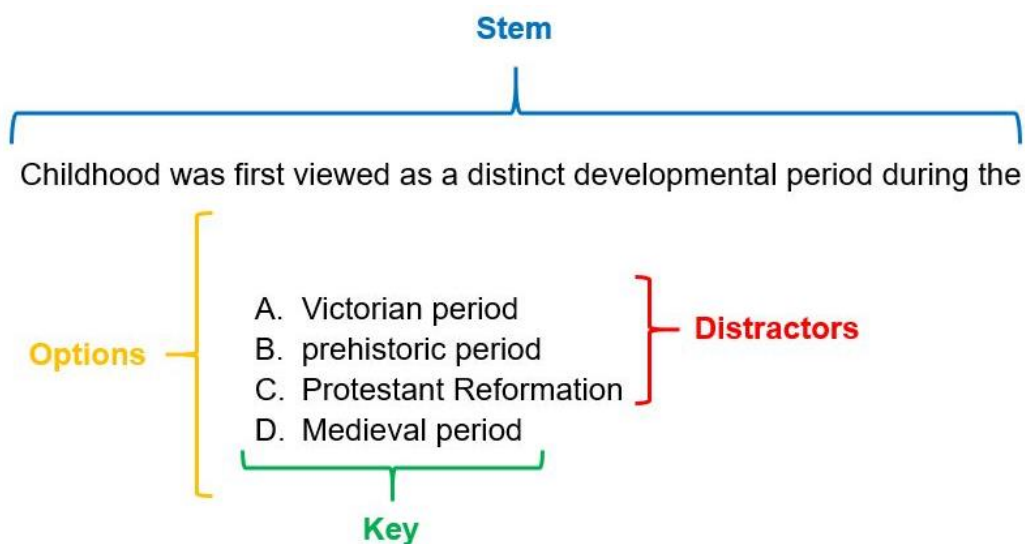 Stem
Childhood was first viewed as a distinct developmental period during the
Options
A. Victorian period
B. prehistoric period
C. Protestant Reformation
D. Medieval period
Distractors
Key